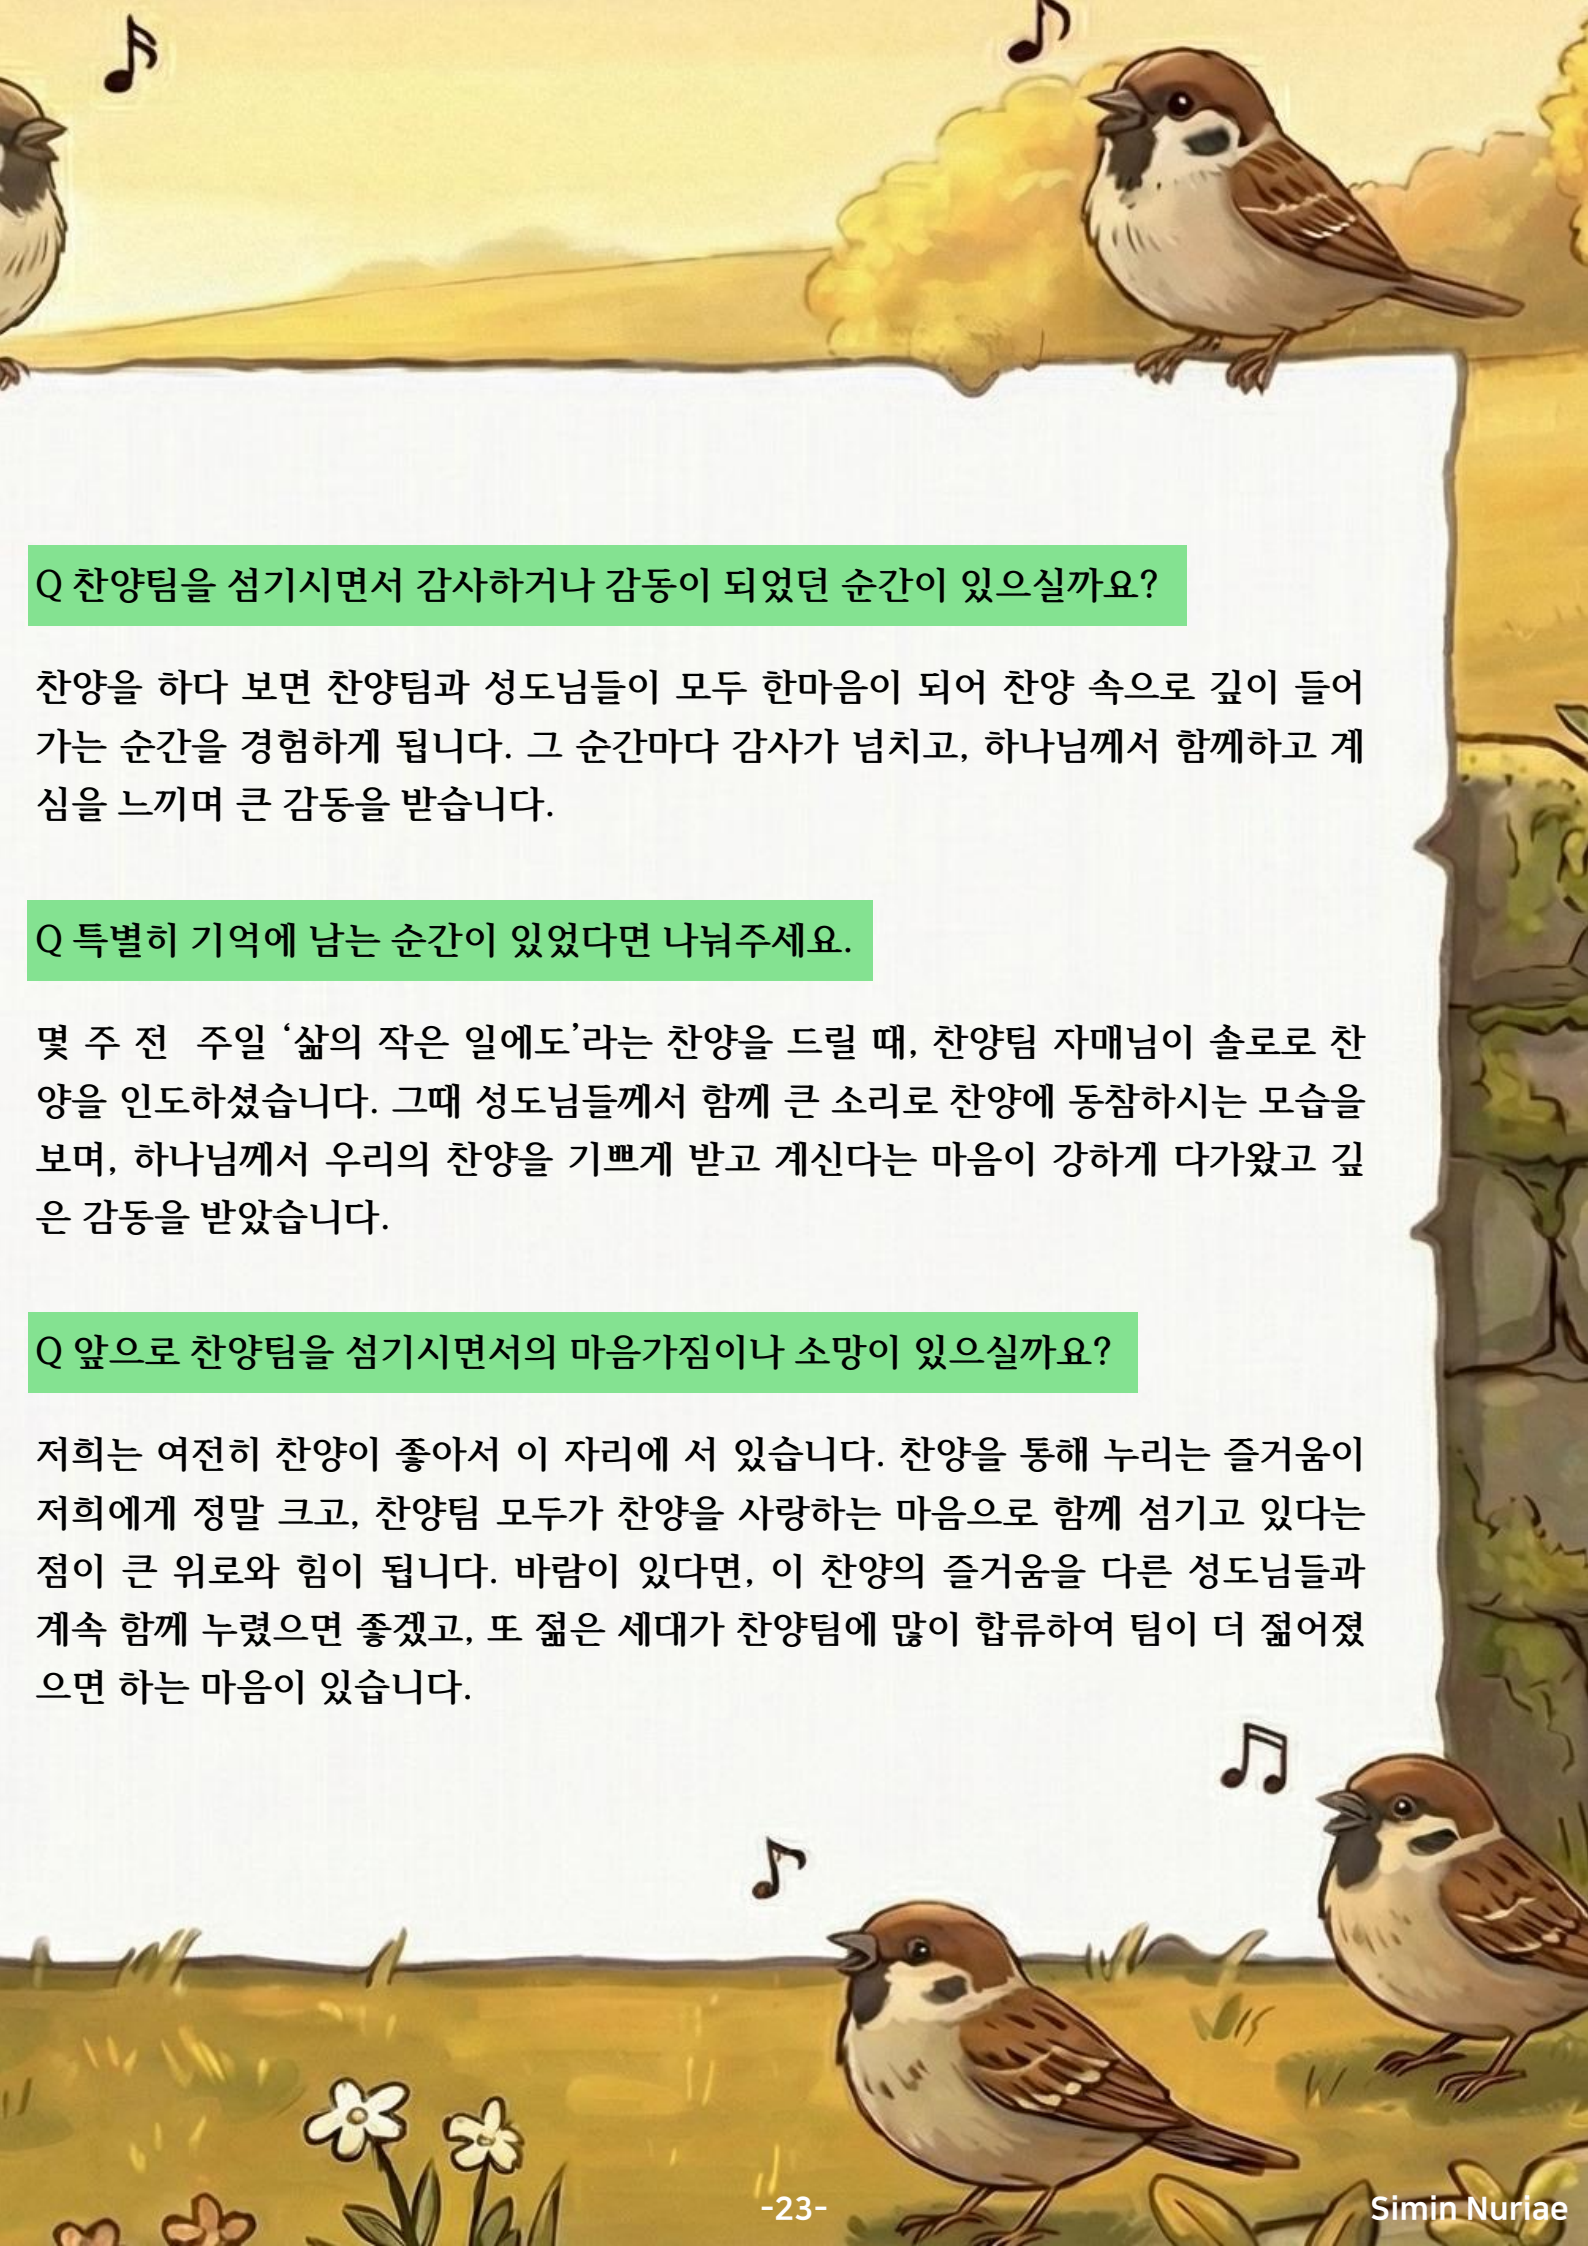 Q 찬양팀을 섬기시면서 감사하거나 감동이 되었던 순간이 있으실까요?
찬양을 하다 보면 찬양팀과 성도님들이 모두 한마음이 되어 찬양 속으로 깊이 들어
가는 순간을 경험하게 됩니다. 그 순간마다 감사가 넘치고, 하나님께서 함께하고 계
심을 느끼며 큰 감동을 받습니다.
Q 특별히 기억에 남는 순간이 있었다면 나눠주세요.
몇 주 전 주일 ‘삶의 작은 일에도’라는 찬양을 드릴 때, 찬양팀 자매님이 솔로로 찬
양을 인도하셨습니다. 그때 성도님들께서 함께 큰 소리로 찬양에 동참하시는 모습을
보며, 하나님께서 우리의 찬양을 기쁘게 받고 계신다는 마음이 강하게 다가왔고 깊
은 감동을 받았습니다.
Q 앞으로 찬양팀을 섬기시면서의 마음가짐이나 소망이 있으실까요?
저희는 여전히 찬양이 좋아서 이 자리에 서 있습니다. 찬양을 통해 누리는 즐거움이
저희에게 정말 크고, 찬양팀 모두가 찬양을 사랑하는 마음으로 함께 섬기고 있다는
점이 큰 위로와 힘이 됩니다. 바람이 있다면, 이 찬양의 즐거움을 다른 성도님들과
계속 함께 누렸으면 좋겠고, 또 젊은 세대가 찬양팀에 많이 합류하여 팀이 더 젊어졌
으면 하는 마음이 있습니다.
-23-
Simin Nuriae